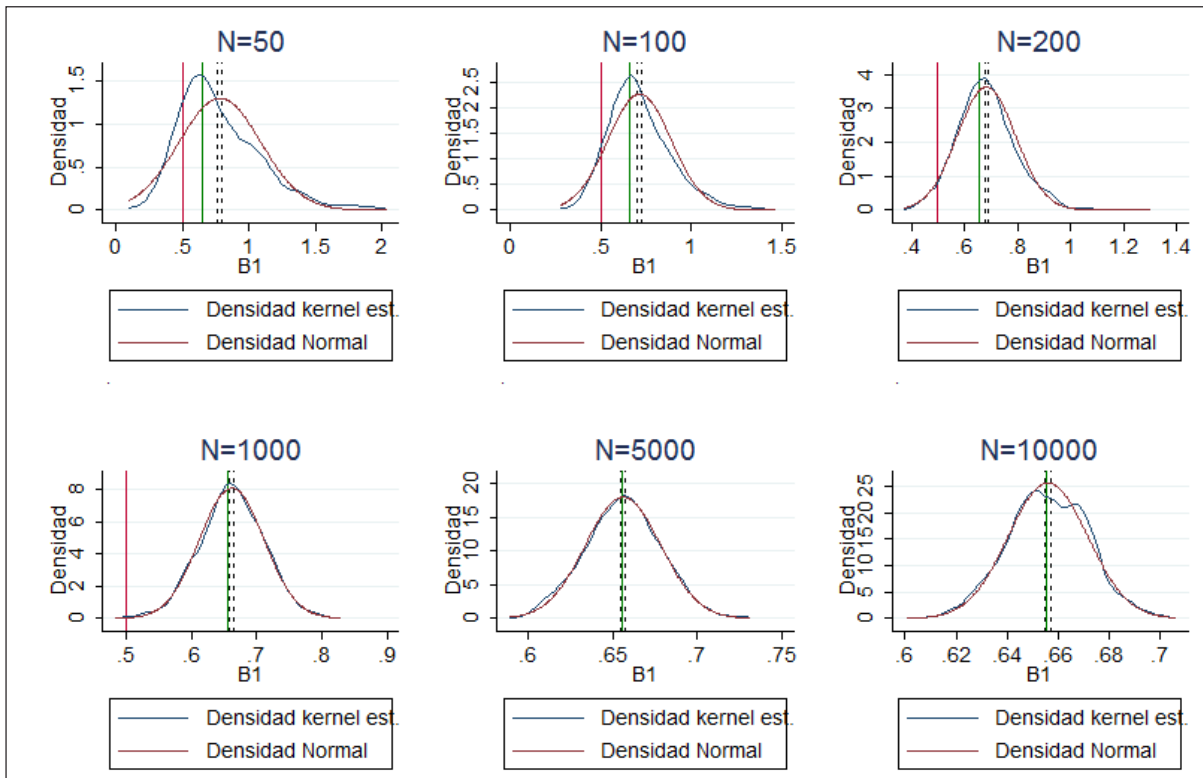 N=50
N=100
N=200
Densidad
0 .5 1 1.5
0 .5 1 1.5 2
B1
Densidad
0 .5 1 1.5 2 2.5
0 .5 1 1.5
B1
Densidad
0 1 2 3 4
.4 .6 .8 1 1.2 1.4
B1
Densidad kernel est.
Densidad Normal
Densidad kernel est.
Densidad Normal
Densidad kernel est.
Densidad Normal
N=1000
N=5000
N=10000
Densidad
0 2 4 6 8
.5 .6 .7 .8 .9
B1
Densidad
0 5 10 15 20
.6 .65 .7 .75
B1
Densidad
0 5 10 15 20 25
.6 .62 .64 .66 .68 .7
B1
Densidad kernel est.
Densidad Normal
Densidad kernel est.
Densidad Normal
Densidad kernel est.
Densidad Normal